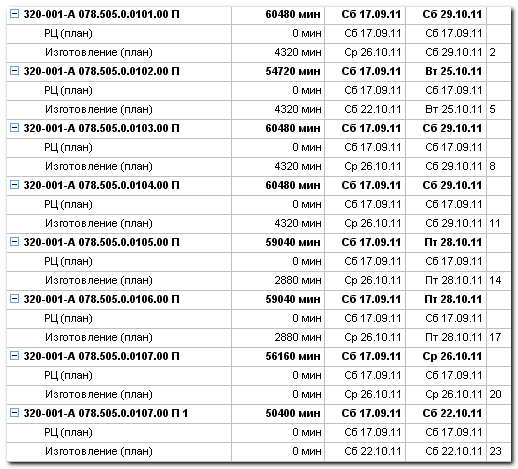 320-001-А 078.505.0.0101.00 П 60480 мин Сб 17.09.11 Сб 29.10.11
РЦ (план) 0 мин Сб 17.09.11 Сб 17.09.11
Изготовление (план) 4320 мин Ср 26.10.11 Сб 29.10.11 2
320-001-А 078.505.0.0102.00 П 54720 мин Сб 17.09.11 Вт 25.10.11
РЦ (план) 0 мин Сб 17.09.11 Сб 17.09.11
Изготовление (план) 4320 мин Сб 22.10.11 Вт 25.10.11 5
320-001-А 078.505.0.0103.00 П 60480 мин Сб 17.09.11 Сб 29.10.11
РЦ (план) 0 мин Сб 17.09.11 Сб 17.09.11
Изготовление (план) 4320 мин Ср 26.10.11 Сб 29.10.11 8
320-001-А 078.505.0.0104.00 П 60480 мин Сб 17.09.11 Сб 29.10.11
РЦ (план) 0 мин Сб 17.09.11 Сб 17.09.11
Изготовление (план) 4320 мин Ср 26.10.11 Сб 29.10.11 11
320-001-А 078.505.0.0105.00 П 59040 мин Сб 17.09.11 Пт 28.10.11
РЦ (план) 0 мин Сб 17.09.11 Сб 17.09.11
Изготовление (план) 2880 мин Ср 26.10.11 Пт 28.10.11 14
320-001-А 078.505.0.0106.00 П 59040 мин Сб 17.09.11 Пт 28.10.11
РЦ (план) 0 мин Сб 17.09.11 Сб 17.09.11
Изготовление (план) 2880 мин Ср 26.10.11 Пт 28.10.11 17
320-001-А 078.505.0.0107.00 П 56160 мин Сб 17.09.11 Ср 26.10.11
РЦ (план) 0 мин Сб 17.09.11 Сб 17.09.11
Изготовление (план) 0 мин Ср 26.10.11 Ср 26.10.11 20
320-001-А 078.505.0.0107.00 П 1 50400 мин Сб 17.09.11 Сб 22.10.11
РЦ (план) 0 мин Сб 17.09.11 Сб 17.09.11
Изготовление (план) 0 мин Сб 22.10.11 Сб 22.10.11 23